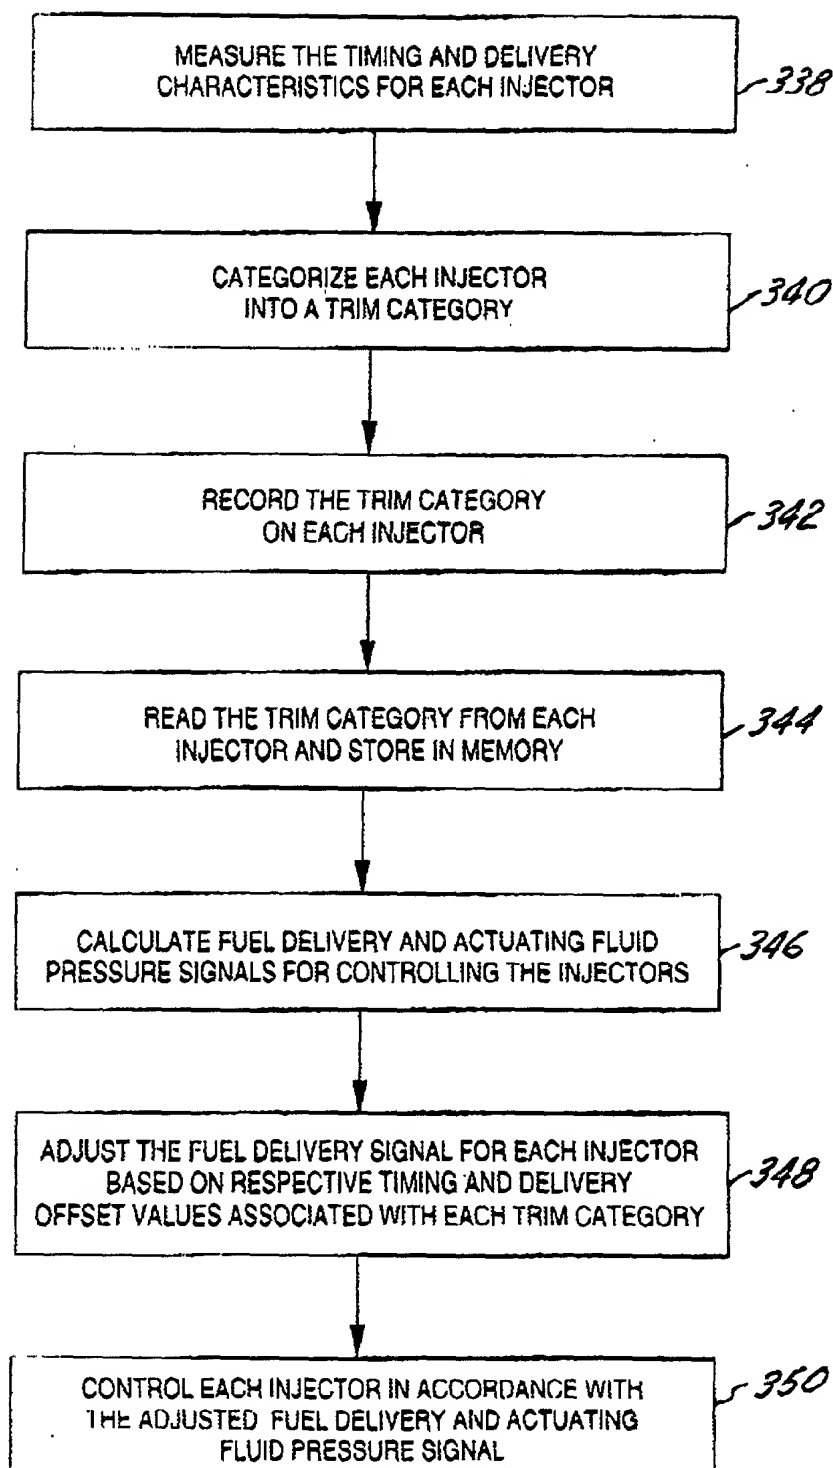 MEASURE THE TIMING AND DELIVERY
CHARACTERISTICS FOR EACH INJECTOR
338
CATEGORIZE EACH INJECTOR
INTO A TRIM CATEGORY
340
RECORD THE TRIM CATEGORY
ON EACH INJECTOR
342
READ THE TRIM CATEGORY FROM EACH
INJECTOR AND STORE IN MEMORY
344
CALCULATE FUEL DELIVERY AND ACTUATING FLUID
PRESSURE SIGNALS FOR CONTROLLING THE INJECTORS
346
ADJUST THE FUEL DELIVERY SIGNAL FOR EACH INJECTOR
BASED ON RESPECTIVE TIMING AND DELIVERY
OFFSET VALUES ASSOCIATED WITH EACH TRIM CATEGORY
348
CONTROL EACH INJECTOR IN ACCORDANCE WITH
THE ADJUSTED FUEL DELIVERY AND ACTUATING
FLUID PRESSURE SIGNAL
350